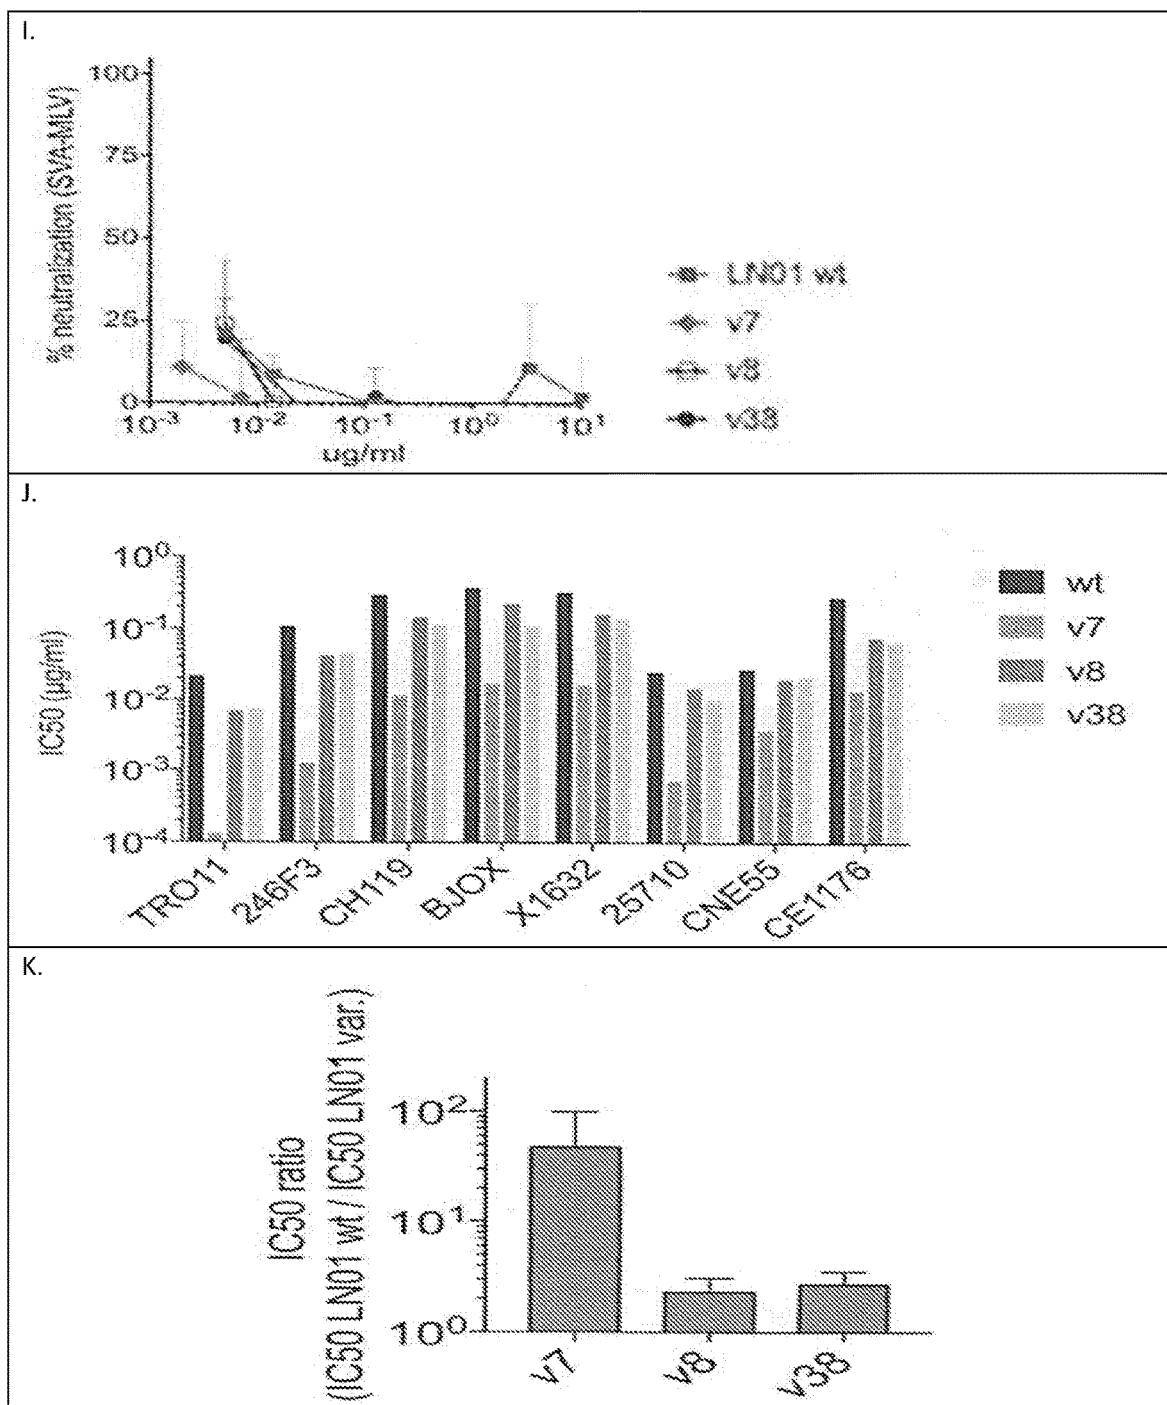 I.
% neutralization (SVA-MLV)
100
75
50
25
0
10-3 10-2 10-1 100 101
µg/ml
LN01 wt
v7
v8
v38
J.
IC50 (µg/ml)
100
10-1
10-2
10-3
10-4
TRO11 246F3 CH119 BJOX X1632 25710 CNE55 CE1176
wt
v7
v8
v38
K.
IC50 ratio
(IC50 LN01 wt / IC50 LN01 var.)
102
101
100
v7 v8 v38